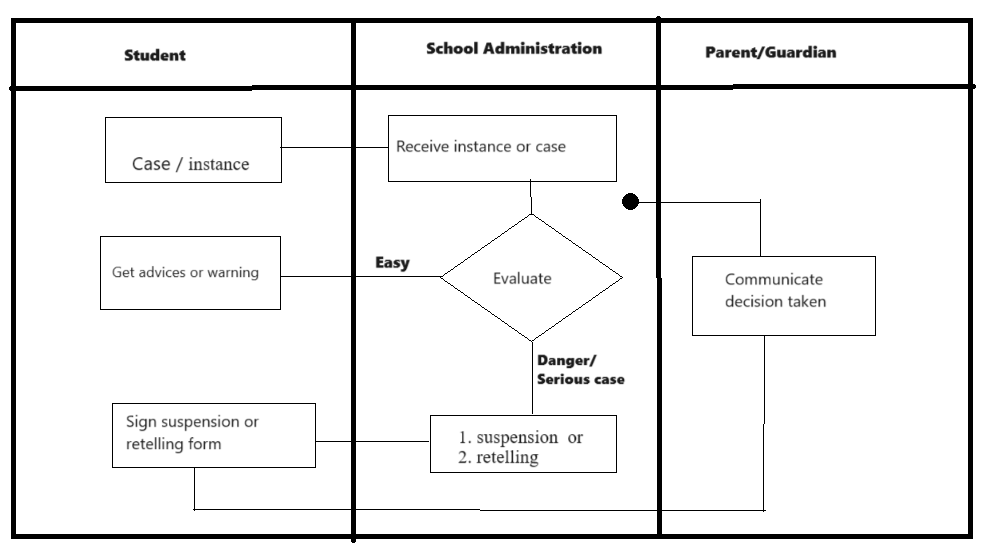 Student
School Administration
Parent/Guardian
Case / instance
Receive instance or case
Get advices or warning
Easy
Evaluate
Communicate
decision taken
Danger/
Serious case
Sign suspension or
retelling form
1. suspension or
2. retelling